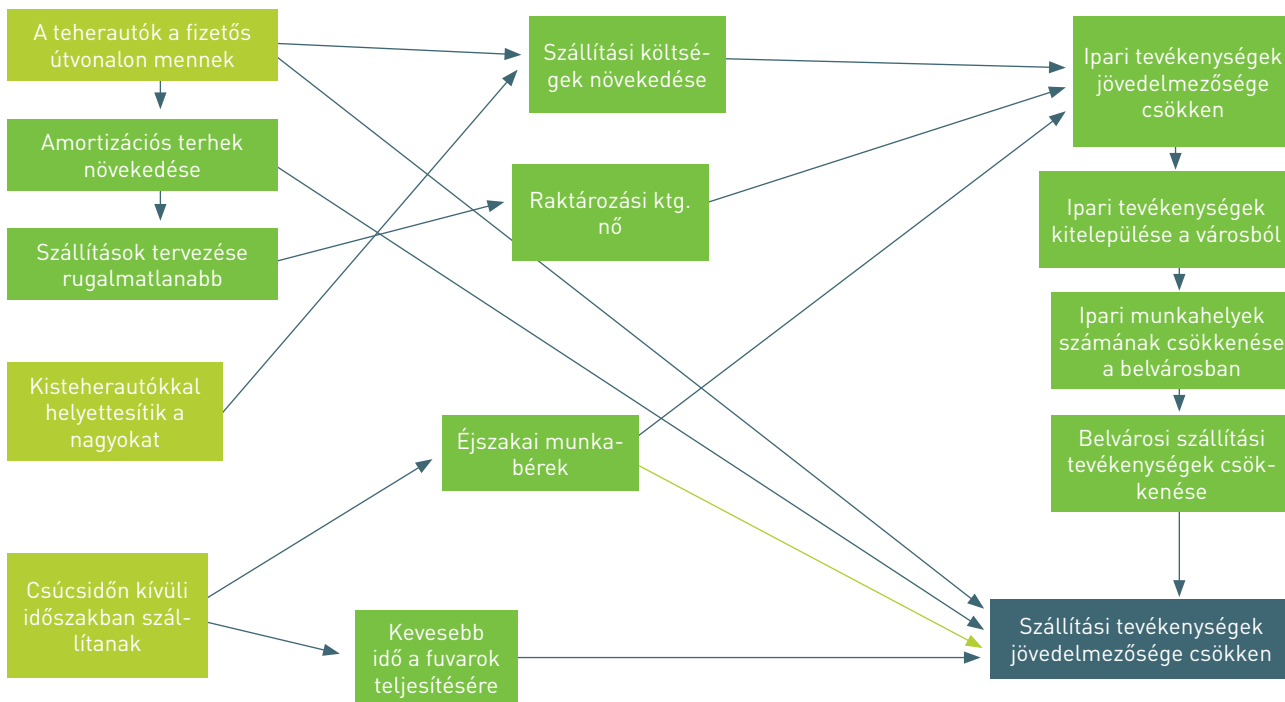 A teherautók a fizetős
útvonalon mennek
Amortizációs terhek
növekedése
Szállítások tervezése
rugalmatlanabb
Kisteherautókkal
helyettesítik a
nagyokat
Csúcsidőn kívüli
időszakban szál-
lítanak
Szállítási költsé-
gek növekedése
Raktározási ktg.
nő
Éjszakai munka-
bérek
Kevesebb
idő a fuvarok
teljesítésére
Ipari tevékenységek
jövedelmezősége
csökken
Ipari tevékenységek
kitelepülése a városból
Ipari munkahelyek
számának csökkenése
a belvárosban
Belvárosi szállítási
tevékenységek csök-
kenése
Szállítási tevékenységek
jövedelmezősége csökken